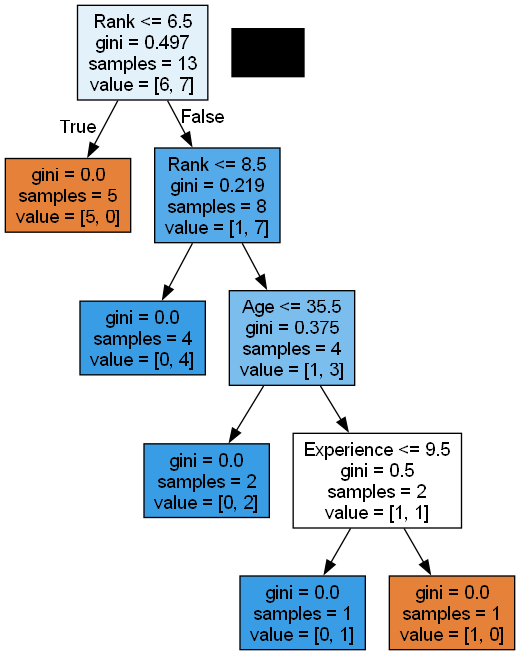 Rank <= 6.5
gini = 0.497
samples = 13
value = [6, 7]
True
False
gini = 0.0
samples = 5
value = [5, 0]
Rank <= 8.5
gini = 0.219
samples = 8
value = [1, 7]
gini = 0.0
samples = 4
value = [0, 4]
Age <= 35.5
gini = 0.375
samples = 4
value = [1, 3]
gini = 0.0
samples = 2
value = [0, 2]
Experience <= 9.5
gini = 0.5
samples = 2
value = [1, 1]
gini = 0.0
samples = 1
value = [0, 1]
gini = 0.0
samples = 1
value = [1, 0]